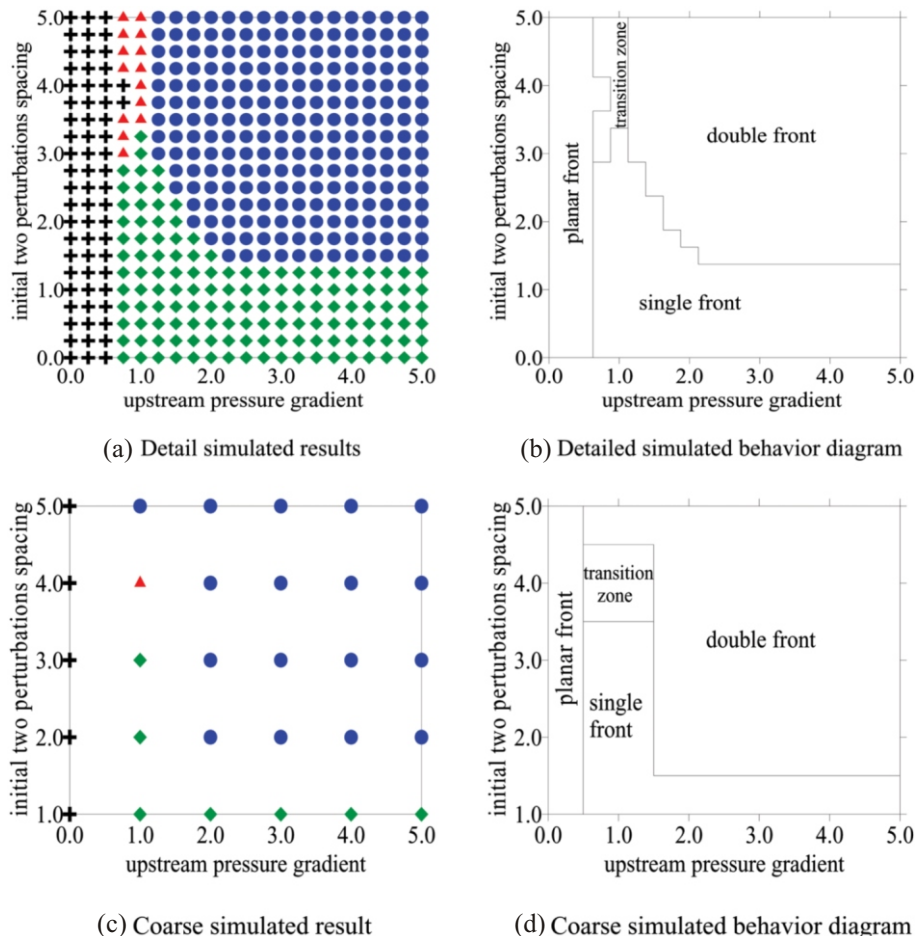 5.0
4.0
3.0
2.0
1.0
0.0
initial two perturbations spacing
0.0 1.0 2.0 3.0 4.0 5.0
upstream pressure gradient
(a) Detail simulated results
5.0
4.0
3.0
2.0
1.0
0.0
initial two perturbations spacing
planar front
transition zone
double front
single front
0.0 1.0 2.0 3.0 4.0 5.0
upstream pressure gradient
(b) Detailed simulated behavior diagram
5.0
4.0
3.0
2.0
1.0
initial two perturbations spacing
0.0 1.0 2.0 3.0 4.0 5.0
upstream pressure gradient
(c) Coarse simulated result
5.0
4.0
3.0
2.0
1.0
initial two perturbations spacing
planar front
transition
zone
double front
single
front
0.0 1.0 2.0 3.0 4.0 5.0
upstream pressure gradient
(d) Coarse simulated behavior diagram